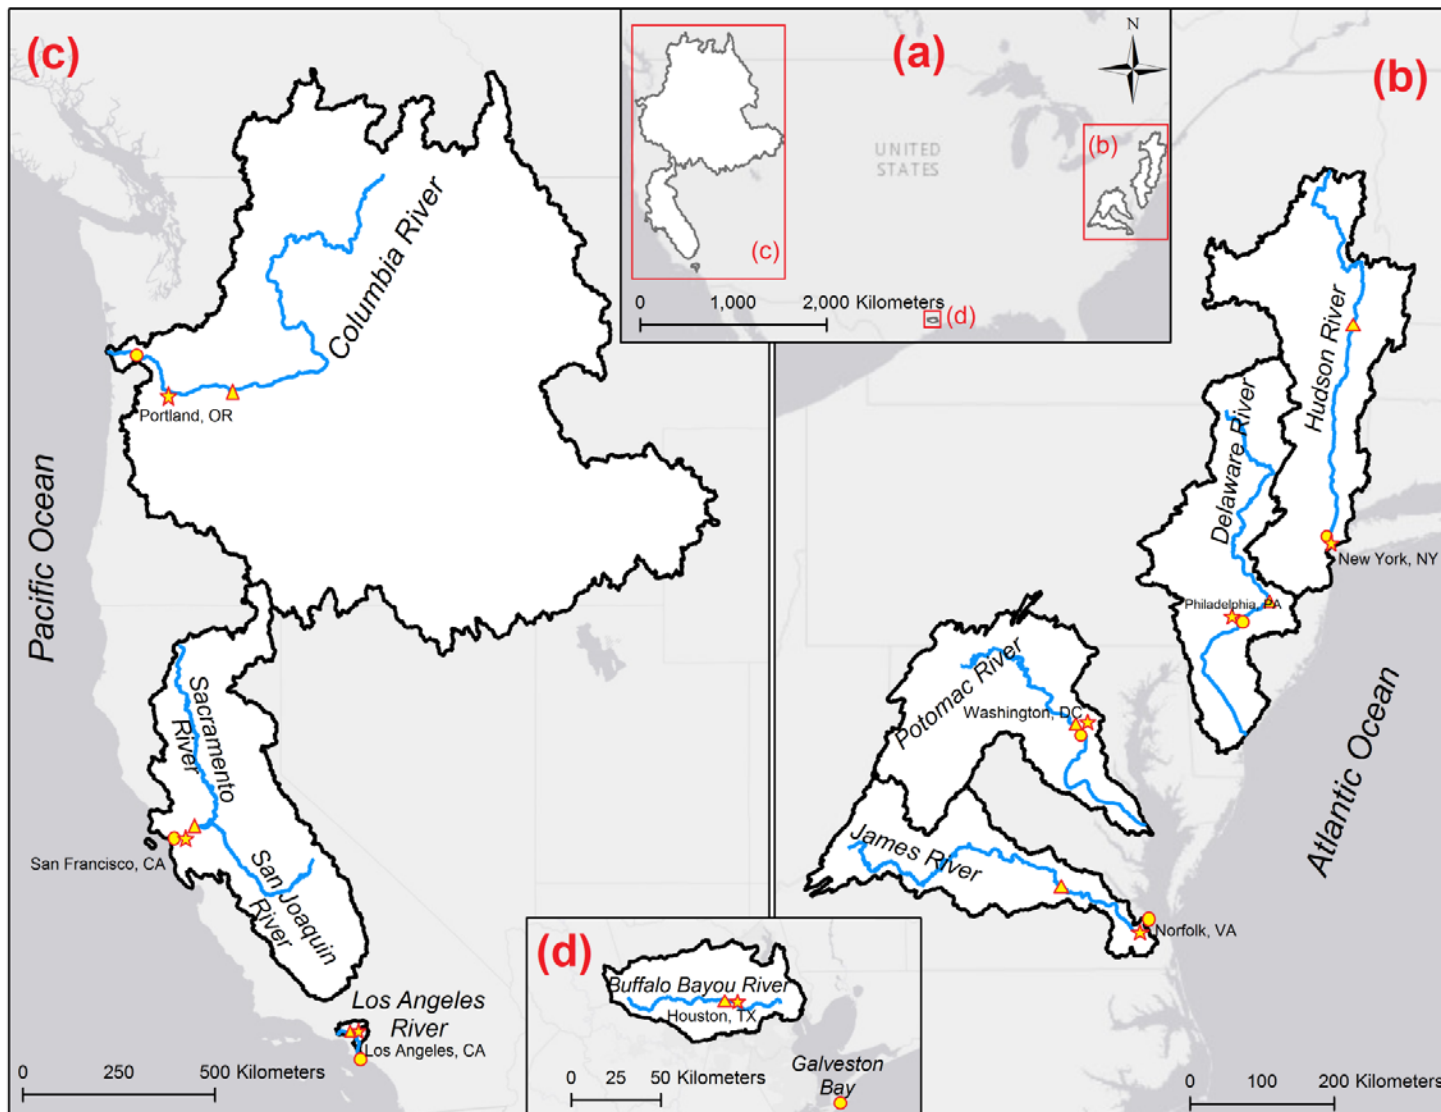 (c)
Columbia River
Portland, OR
Pacific Ocean
Sacramento
River
San Francisco, CA
San Joaquin
River
Los Angeles
River
Los Angeles, CA
0 250 500 Kilometers
(a)
N
UNITED
STATES
(b)
(c)
(d)
0 1,000 2,000 Kilometers
(b)
Hudson River
Delaware River
New York, NY
Philadelphia, PA
Potomac River
Washington, DC
James River
Norfolk, VA
Atlantic Ocean
0 100 200 Kilometers
(d)
Buffalo Bayou River
Houston, TX
Galveston
Bay
0 25 50 Kilometers